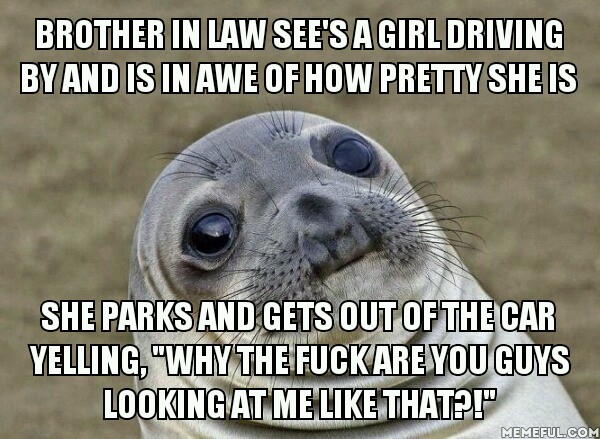 BROTHER IN LAW SEE'S A GIRL DRIVING
BY AND IS IN AWE OF HOW PRETTY SHE IS
SHE PARKS AND GETS OUT OF THE CAR
YELLING, "WHY THE FUCK ARE YOU GUYS
LOOKING AT ME LIKE THAT?!"
MEMEFUL.COM